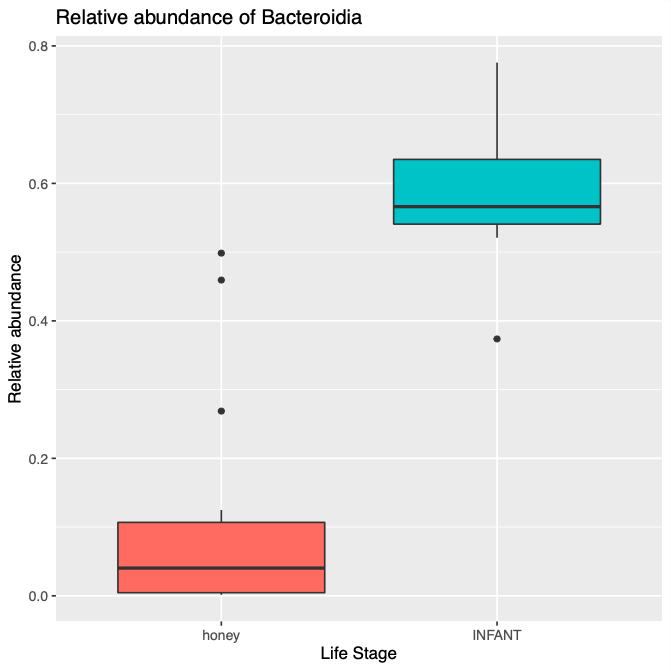 Relative abundance of Bacteroidia
Relative abundance
0.8
0.6
0.4
0.2
0.0
honey
INFANT
Life Stage